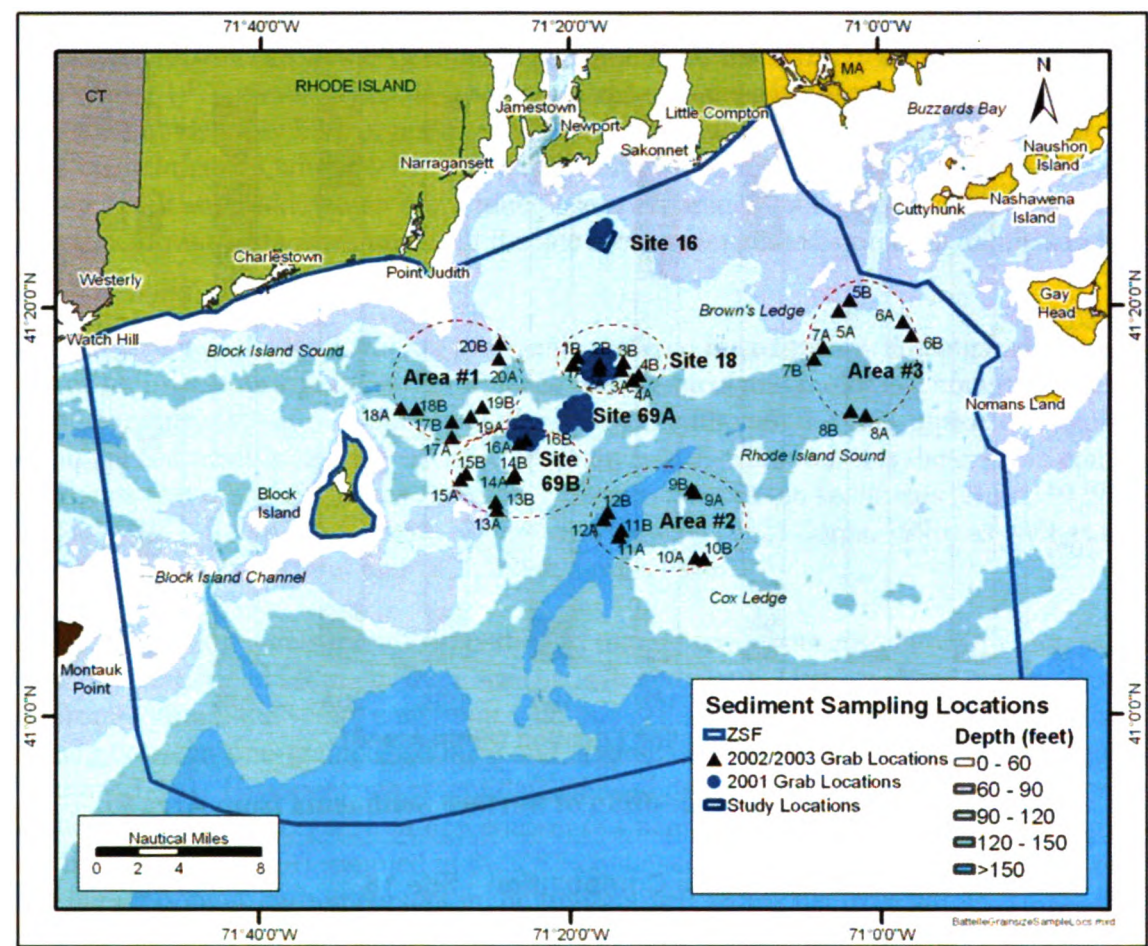 71°40'0"W
71°20'0"W
71°0'0"W
CT
RHODE ISLAND
MA
N
Jamestown
Newport
Little Compton
Buzzards Bay
Sakonnet
Narragansett
Naushon
Island
Nashawena
Island
Cuttyhunk
Site 16
Charlestown
Point Judith
Westerly
Gay
Head
41°20'0"N
41°20'0"N
Watch Hill
Brown's Ledge
5B
5A
6A
6B
7A
7B
Area #3
8B
8A
Nomans Land
Block Island Sound
20B
20A
Area #1
1B
2B
3B
4B
3A
4A
Site 18
18A
18B
19B
19A
17B
17A
Site 69A
16A
16B
Site
69B
15B
15A
14B
14A
13B
13A
Rhode Island Sound
Block
Island
9B
9A
12B
12A
11B
11A
Area #2
10A
10B
Block Island Channel
Cox Ledge
Montauk
Point
41°0'0"N
41°0'0"N
Sediment Sampling Locations
ZSF
2002/2003 Grab Locations
2001 Grab Locations
Study Locations
Depth (feet)
0 - 60
60 - 90
90 - 120
120 - 150
>150
Nautical Miles
0 2 4 8
71°40'0"W
71°20'0"W
71°0'0"W
BattelleGrainsizeSampleLocs.mxd